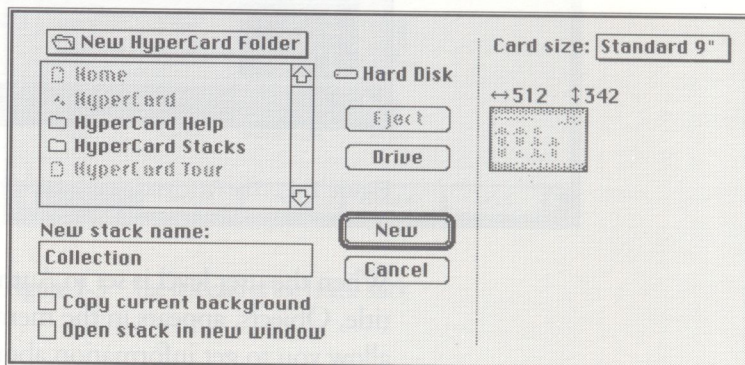 New HyperCard Folder
Home
HyperCard
HyperCard Help
HyperCard Stacks
HyperCard Tour
New stack name:
Collection
Copy current background
Open stack in new window
Hard Disk
Eject
Drive
New
Cancel
Card size: Standard 9"
↔512 ↕342